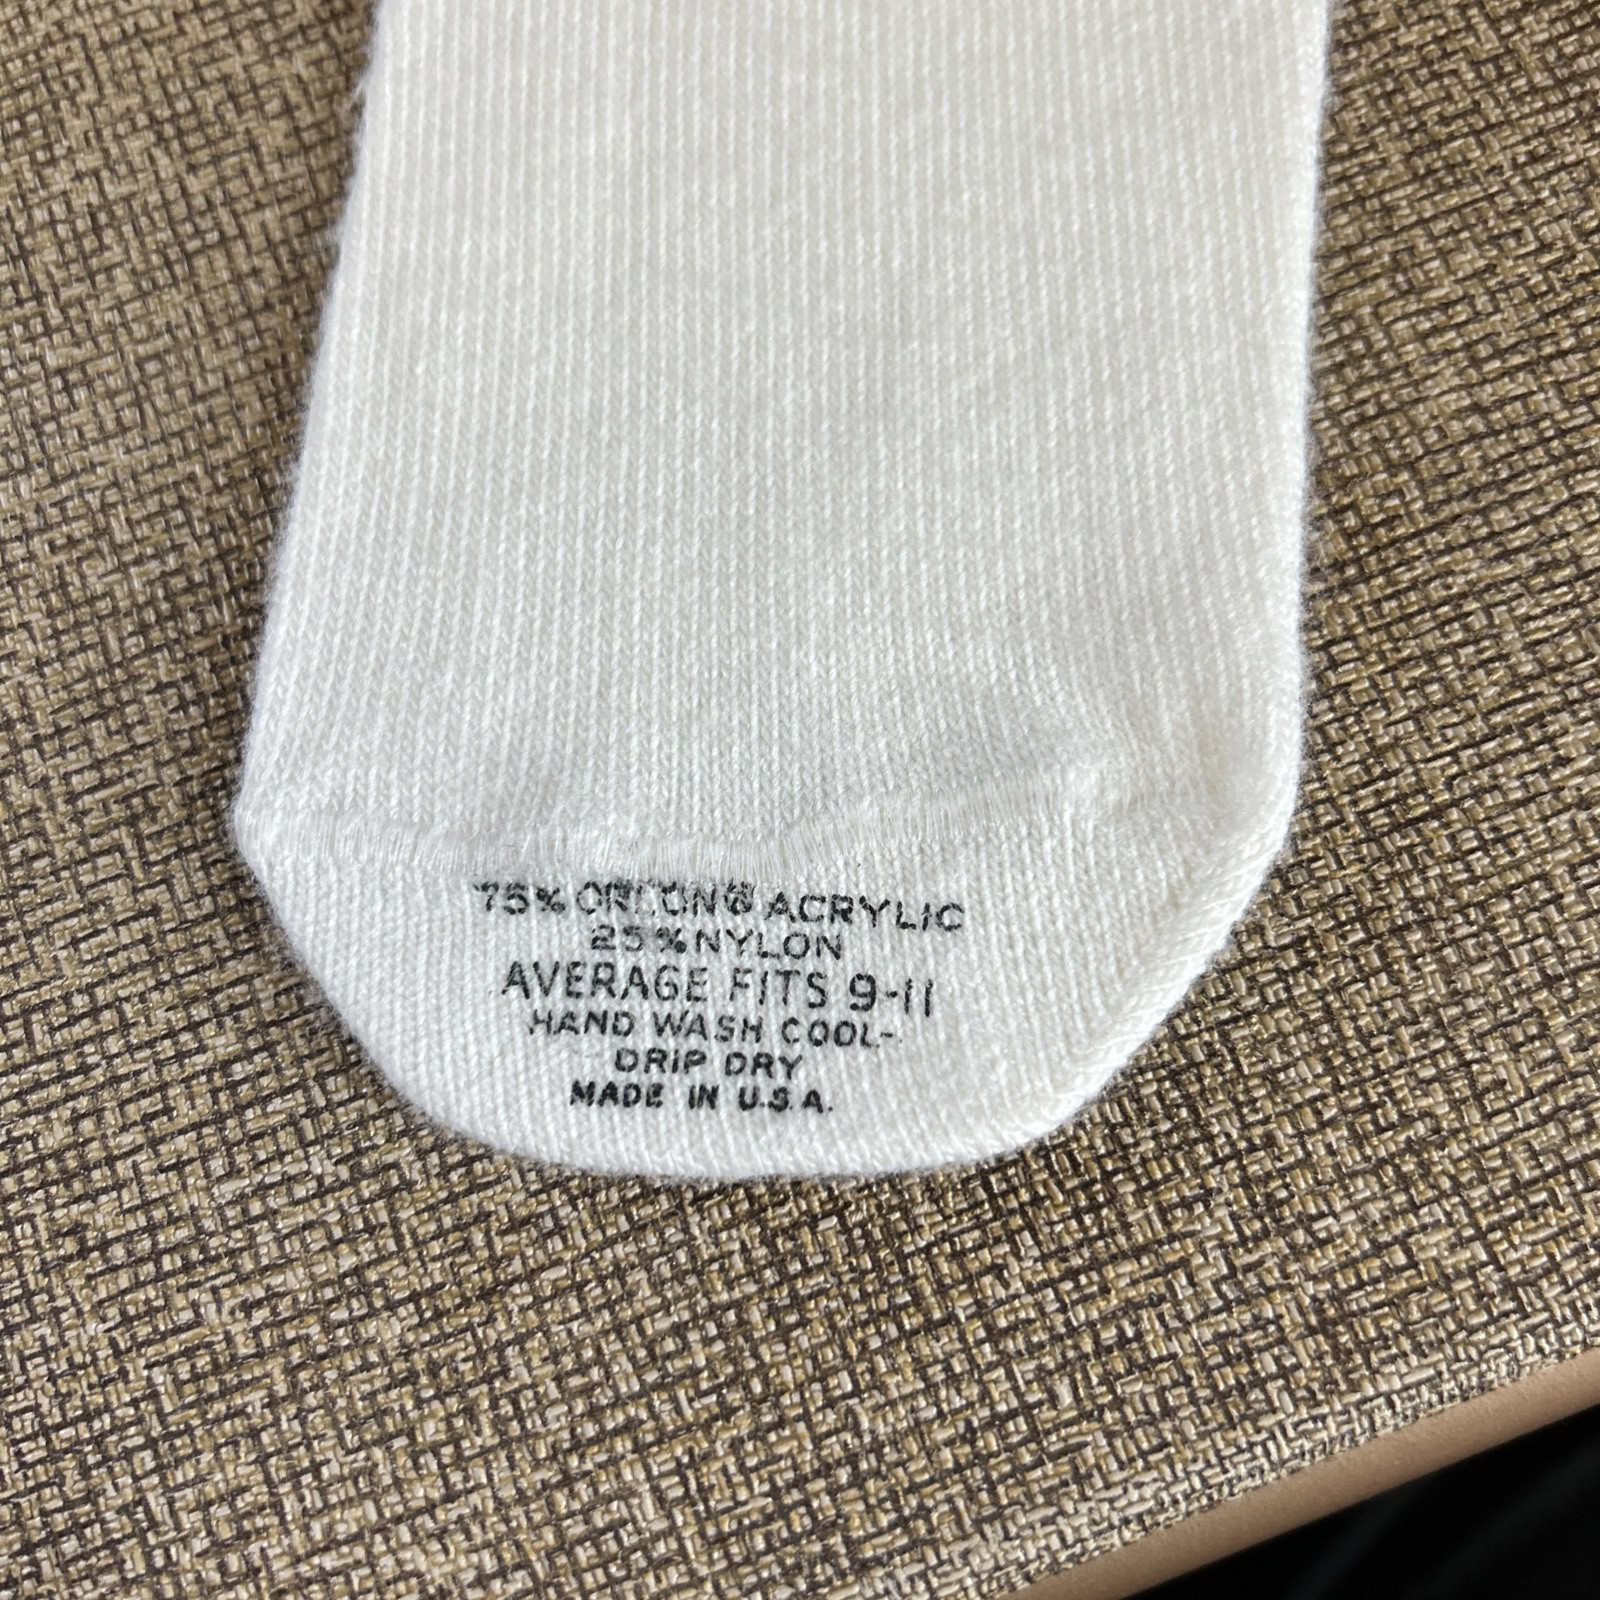 75% ORLON® ACRYLIC
25% NYLON
AVERAGE FITS 9-11
HAND WASH COOL-
DRIP DRY
MADE IN U.S.A.